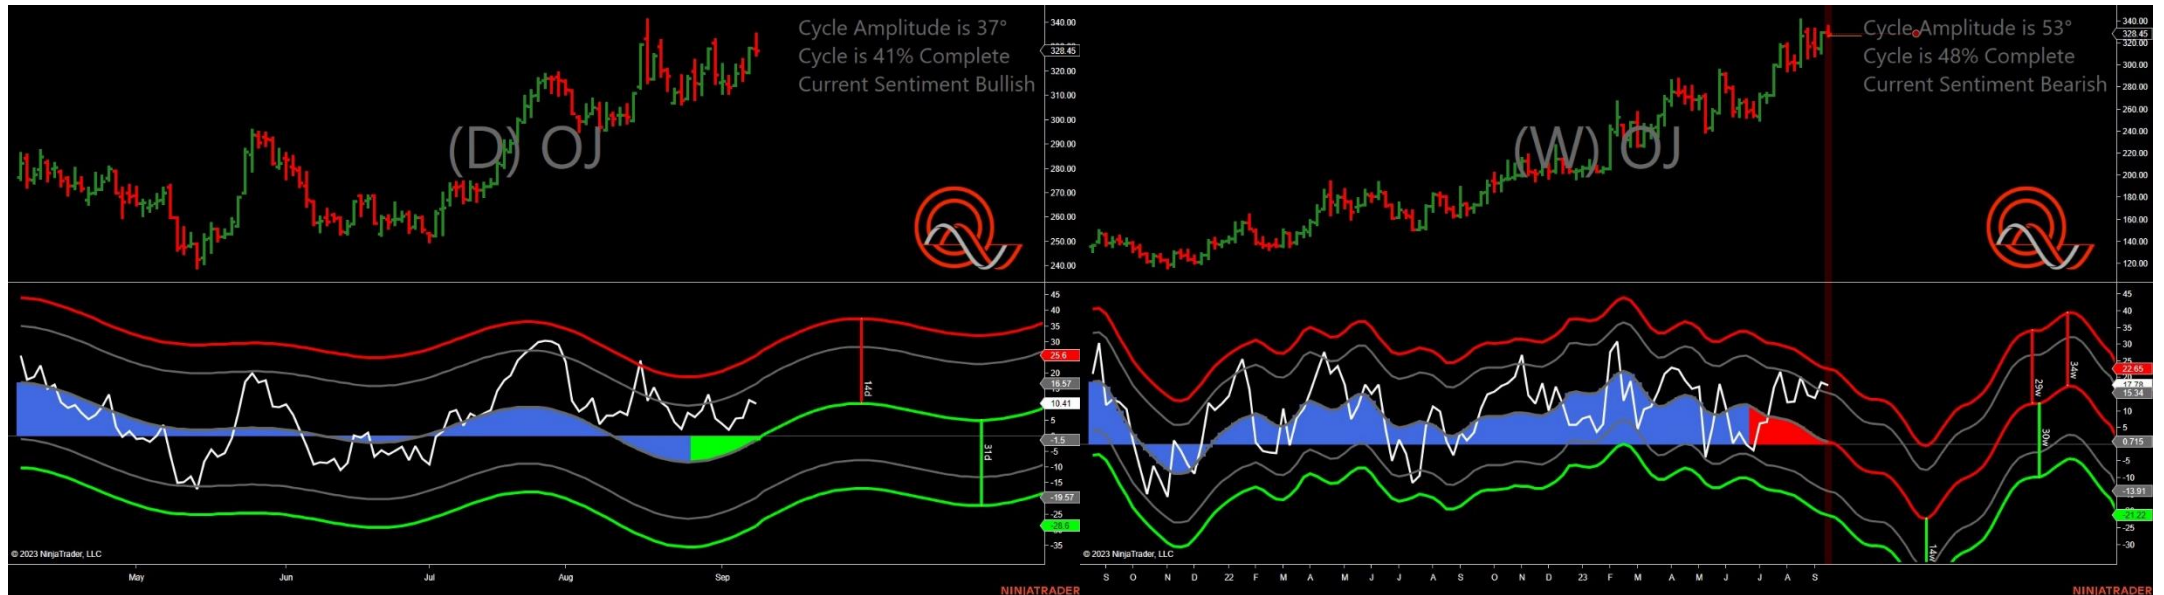 Cycle Amplitude is 37°
Cycle is 41% Complete
Current Sentiment Bullish
(D) OJ
340.00
328.45
320.00
310.00
300.00
290.00
280.00
270.00
260.00
250.00
240.00
45
40
35
30
25.6
20
16.57
10.41
5
-1.5
-5
-10
-15
-19.57
-25
-28.6
-35
14d
31d
© 2023 NinjaTrader, LLC
May Jun Jul Aug Sep
NINJATRADER
Cycle Amplitude is 53°
Cycle is 48% Complete
Current Sentiment Bearish
(W) OJ
340.00
328.45
320.00
300.00
280.00
260.00
240.00
220.00
200.00
180.00
160.00
140.00
120.00
45
40
35
30
25
22.65
17.78
15.34
10
5
0.715
-5
-10
-13.91
-21.22
-25
-30
29w
34w
30w
14w
© 2023 NinjaTrader, LLC
S O N D 22 F M A M J J A S O N D 23 F M A M J J A S
NINJATRADER